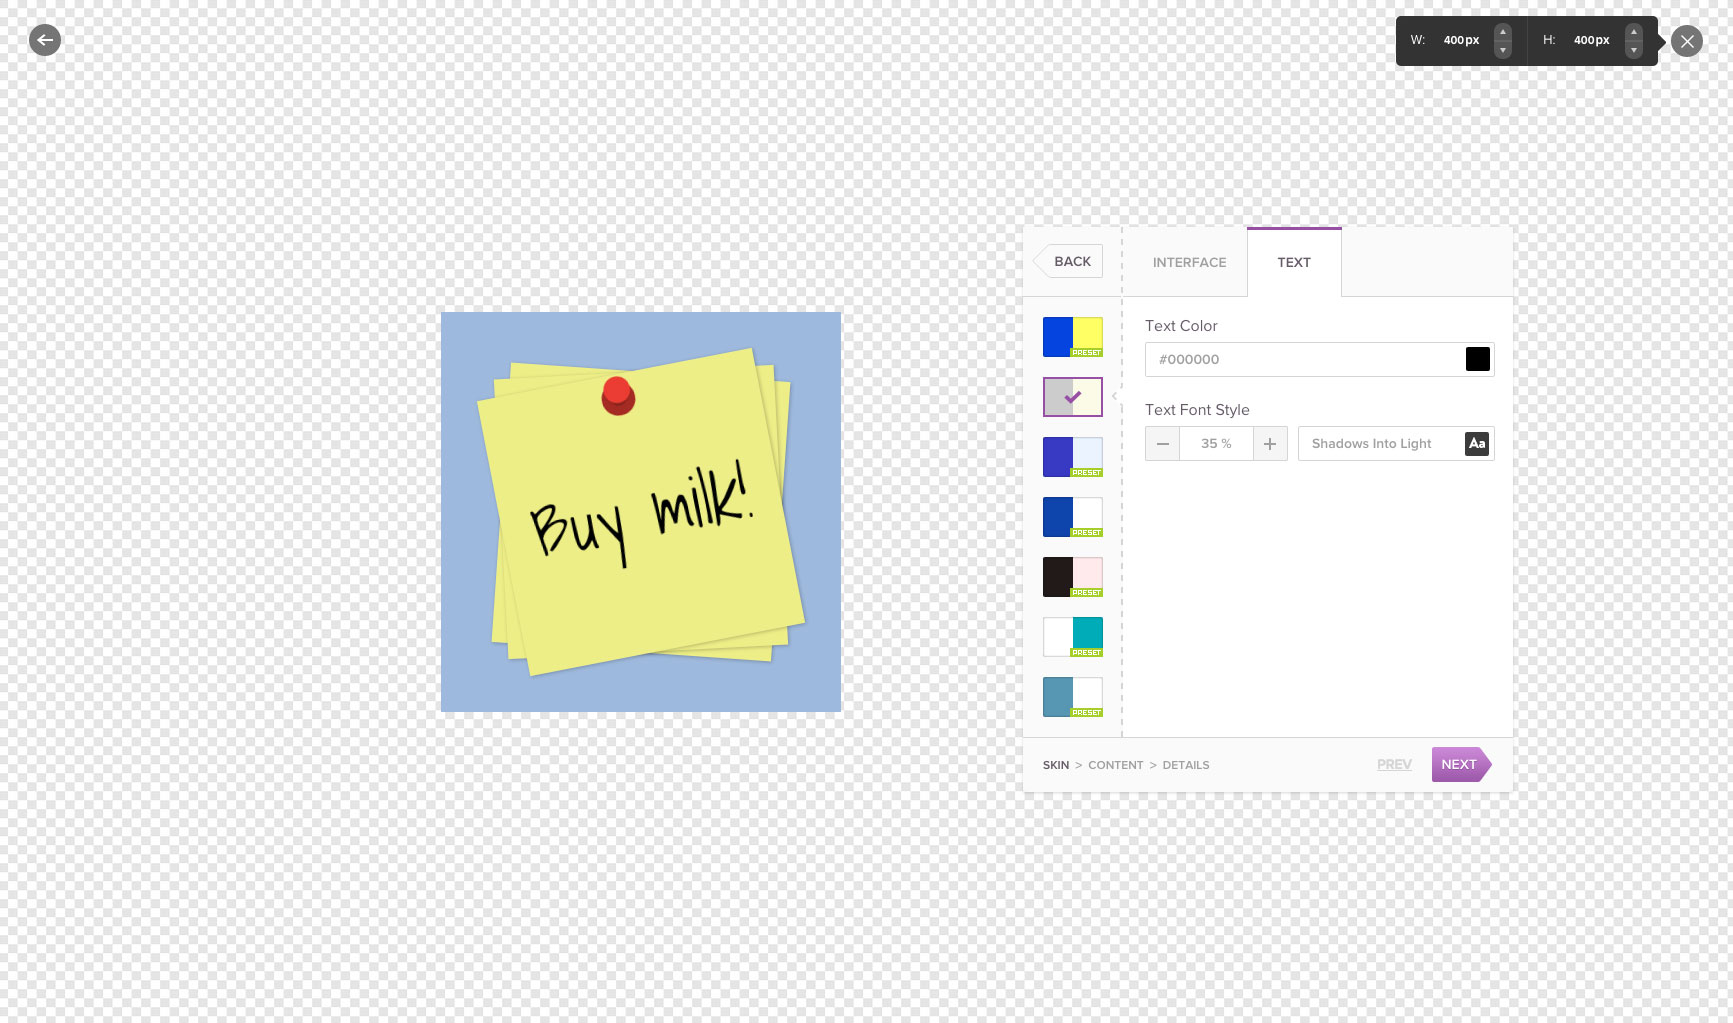 W: 400px H: 400px
BACK INTERFACE TEXT
Text Color
#000000
Text Font Style
35 % Shadows Into Light Aa
Buy milk!
PRESET
PRESET
PRESET
PRESET
PRESET
PRESET
SKIN > CONTENT > DETAILS PREV NEXT